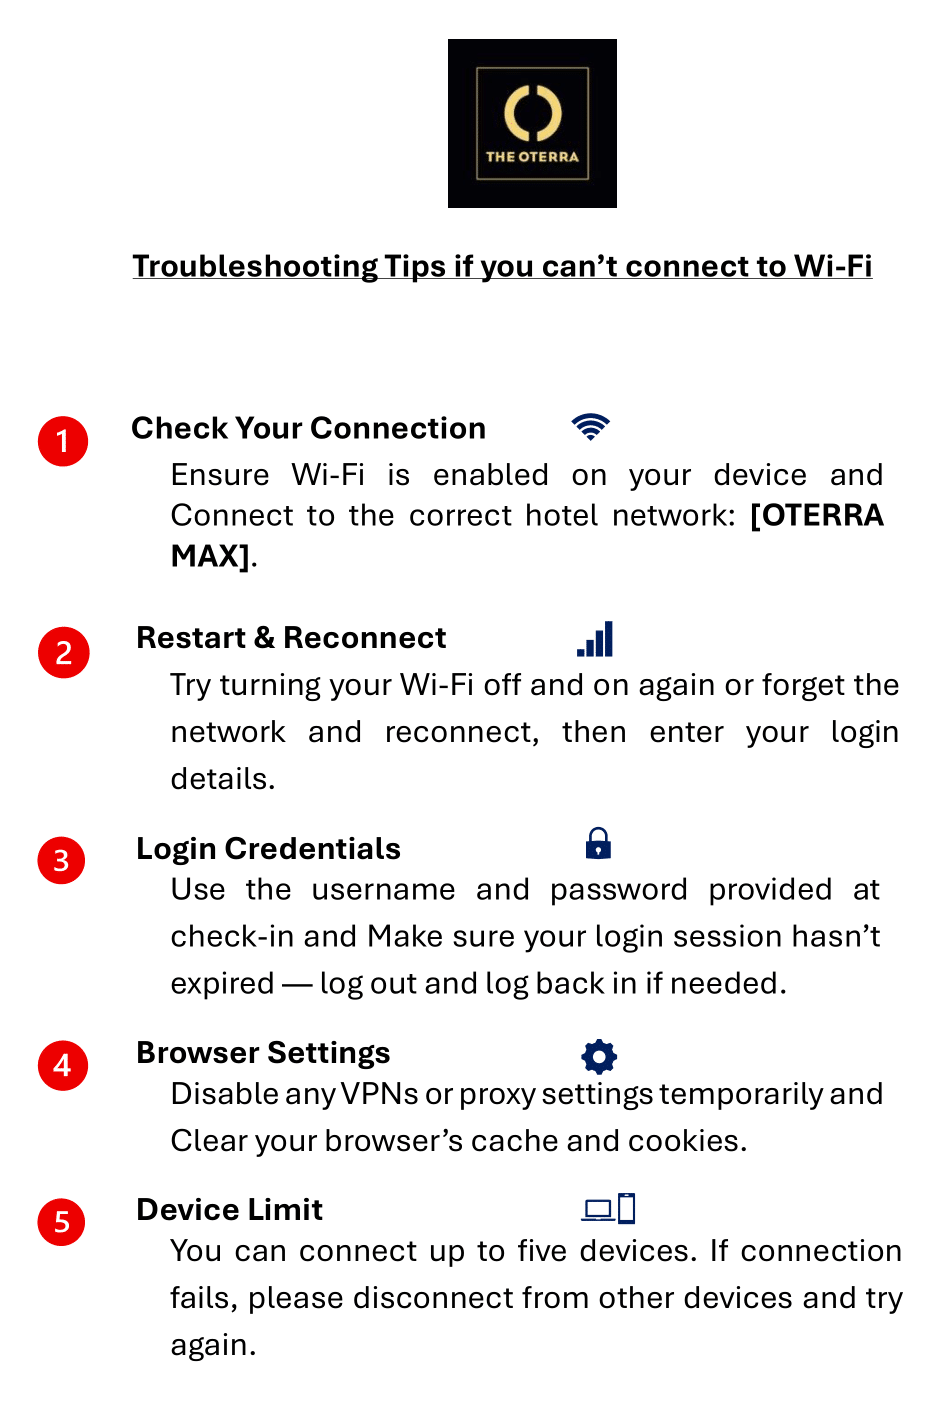 THE OTERRA
Troubleshooting Tips if you can’t connect to Wi-Fi
1
Check Your Connection
Ensure Wi-Fi is enabled on your device and
Connect to the correct hotel network: [OTERRA
MAX].
2
Restart & Reconnect
Try turning your Wi-Fi off and on again or forget the
network and reconnect, then enter your login
details.
3
Login Credentials
Use the username and password provided at
check-in and Make sure your login session hasn’t
expired — log out and log back in if needed.
4
Browser Settings
Disable any VPNs or proxy settings temporarily and
Clear your browser’s cache and cookies.
5
Device Limit
You can connect up to five devices. If connection
fails, please disconnect from other devices and try
again.